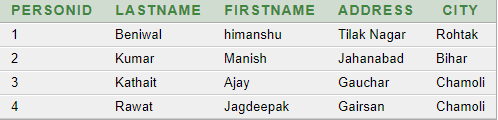 PERSONID LASTNAME FIRSTNAME ADDRESS CITY
1 Beniwal himanshu Tilak Nagar Rohtak
2 Kumar Manish Jahanabad Bihar
3 Kathait Ajay Gauchar Chamoli
4 Rawat Jagdeepak Gairsan Chamoli